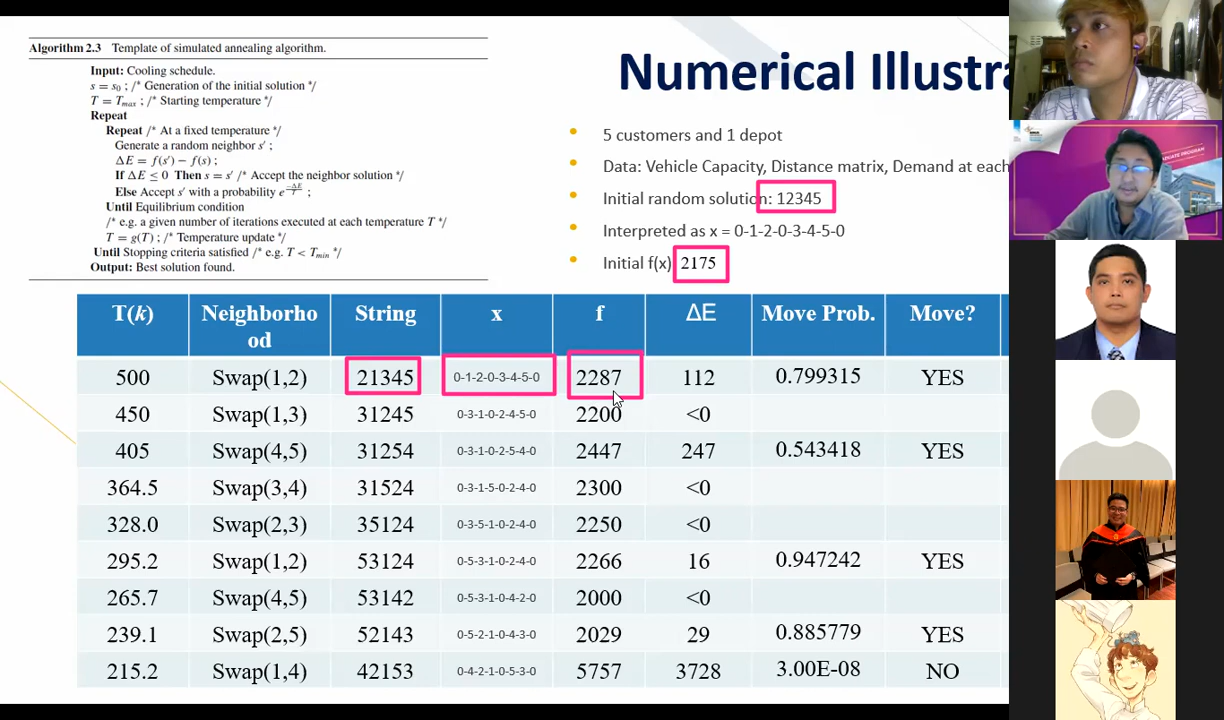 Algorithm 2.3 Template of simulated annealing algorithm.
Input: Cooling schedule.
s = s0 ; /* Generation of the initial solution */
T = Tmax ; /* Starting temperature */
Repeat
Repeat /* At a fixed temperature */
Generate a random neighbor s′ ;
ΔE = f(s′) − f(s) ;
If ΔE ≤ 0 Then s = s′ /* Accept the neighbor solution */
Else Accept s′ with a probability e^(−ΔE/T) ;
Until Equilibrium condition
/* e.g. a given number of iterations executed at each temperature T */
T = g(T) ; /* Temperature update */
Until Stopping criteria satisfied /* e.g. T < Tmin */
Output: Best solution found.
Numerical Illustra
• 5 customers and 1 depot
• Data: Vehicle Capacity, Distance matrix, Demand at each
• Initial random solution: 12345
• Interpreted as x = 0-1-2-0-3-4-5-0
• Initial f(x) 2175
T(k) Neighborho od String x f ΔE Move Prob. Move?
500 Swap(1,2) 21345 0-1-2-0-3-4-5-0 2287 112 0.799315 YES
450 Swap(1,3) 31245 0-3-1-0-2-4-5-0 2200 <0
405 Swap(4,5) 31254 0-3-1-0-2-5-4-0 2447 247 0.543418 YES
364.5 Swap(3,4) 31524 0-3-1-5-0-2-4-0 2300 <0
328.0 Swap(2,3) 35124 0-3-5-1-0-2-4-0 2250 <0
295.2 Swap(1,2) 53124 0-5-3-1-0-2-4-0 2266 16 0.947242 YES
265.7 Swap(4,5) 53142 0-5-3-1-0-4-2-0 2000 <0
239.1 Swap(2,5) 52143 0-5-2-1-0-4-3-0 2029 29 0.885779 YES
215.2 Swap(1,4) 42153 0-4-2-1-0-5-3-0 5757 3728 3.00E-08 NO